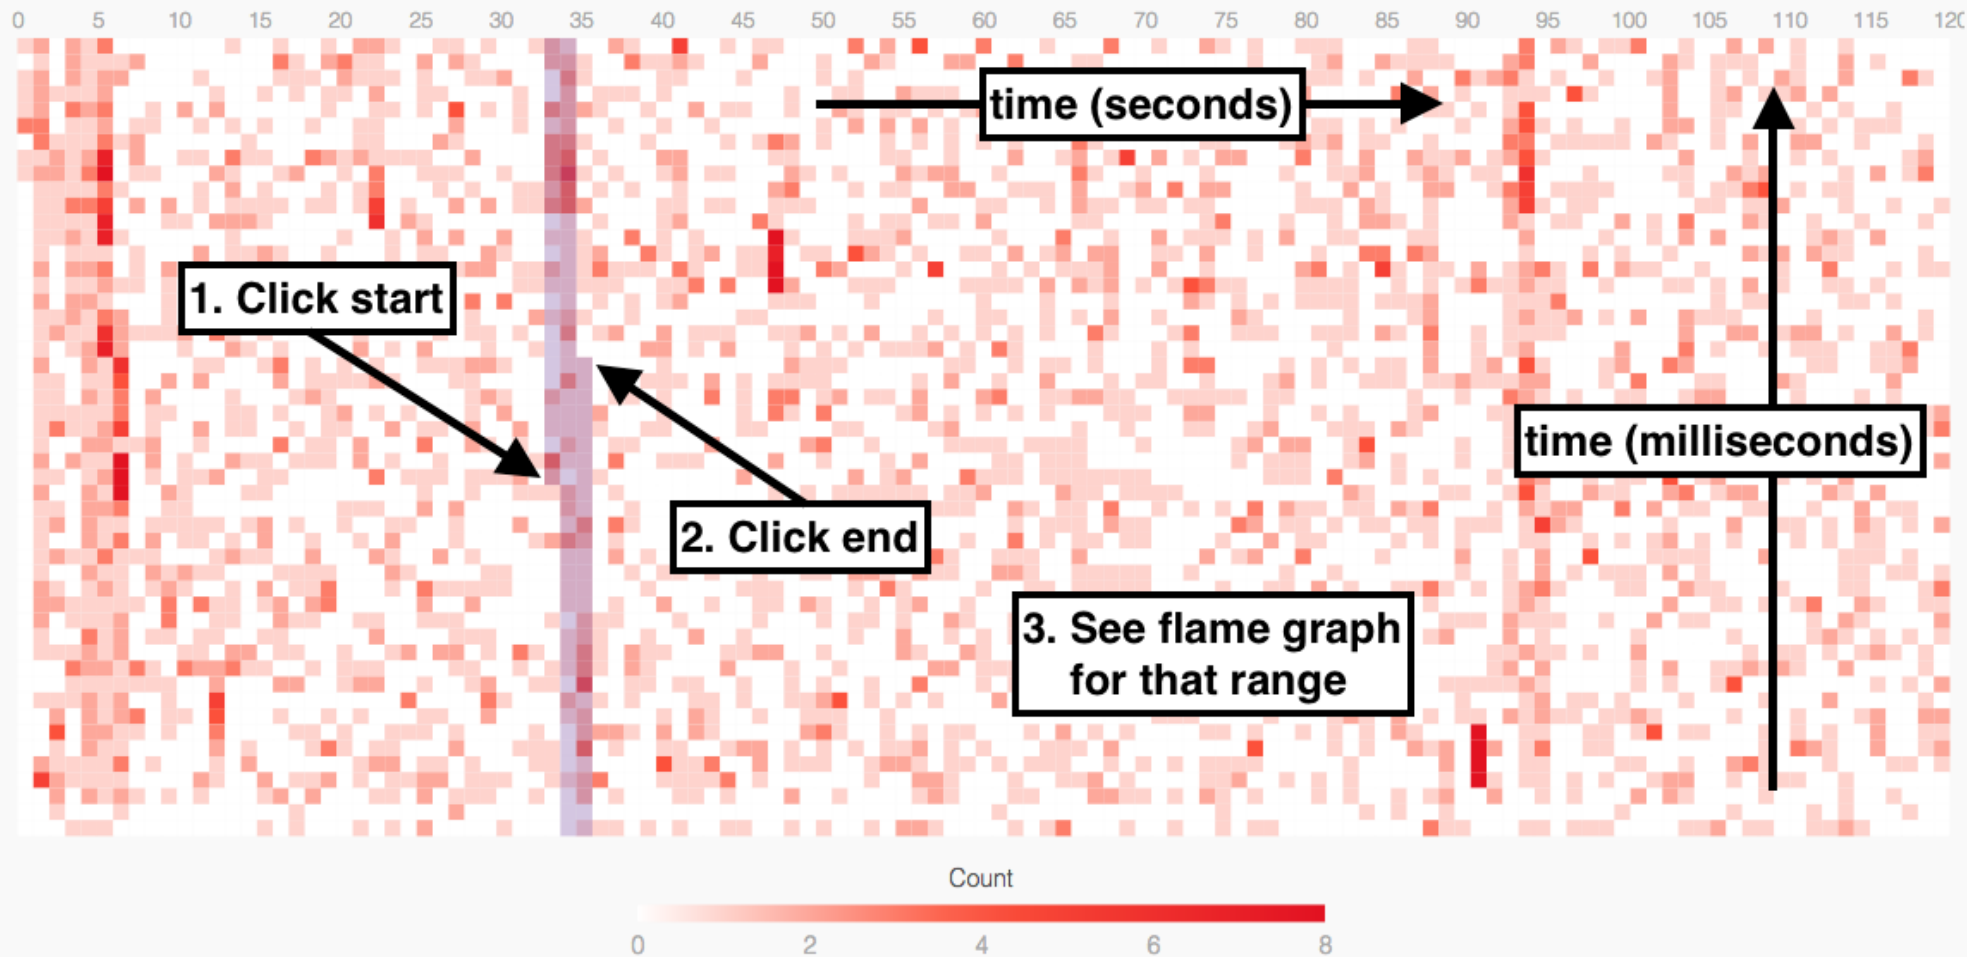 0 5 10 15 20 25 30 35 40 45 50 55 60 65 70 75 80 85 90 95 100 105 110 115 120
time (seconds)
1. Click start
time (milliseconds)
2. Click end
3. See flame graph
for that range
Count
0 2 4 6 8